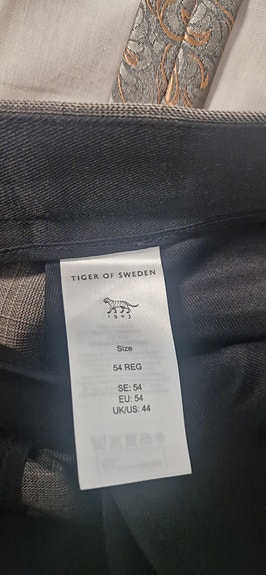 TIGER OF SWEDEN
1903
Size
54 REG
SE: 54
EU: 54
UK/US: 44